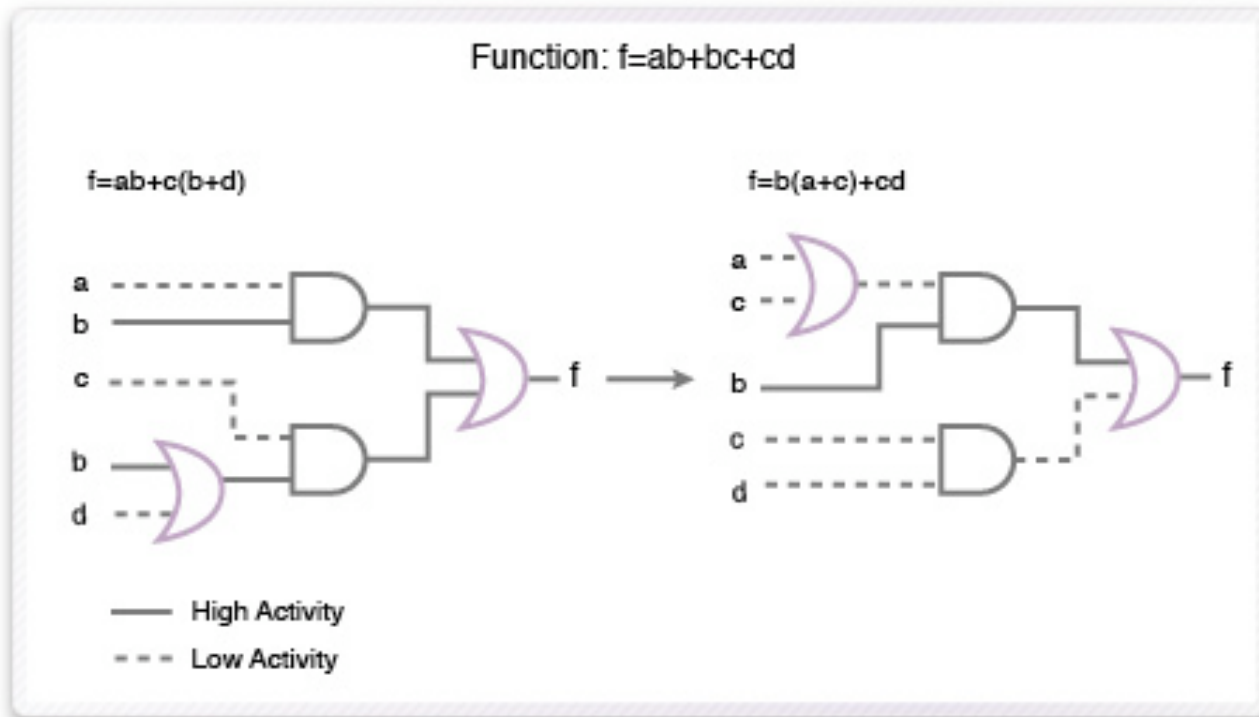 Function: f=ab+bc+cd
f=ab+c(b+d)
a
b
c
b
d
f
f=b(a+c)+cd
a
c
b
c
d
f
High Activity
Low Activity